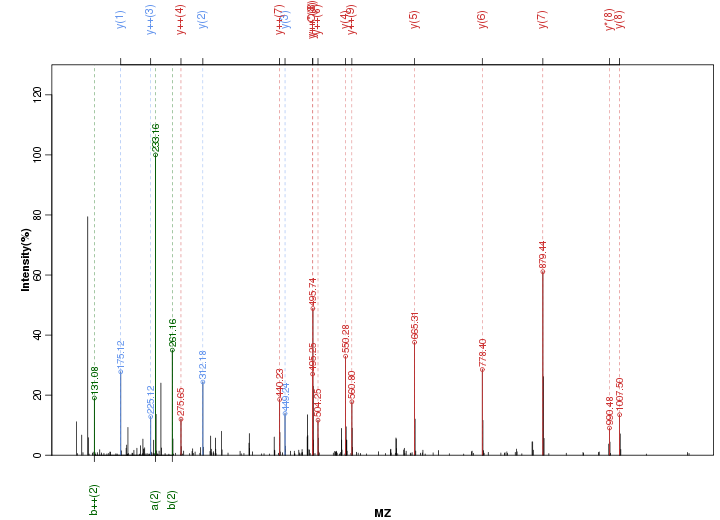 y(1)
y++(3)
y++(4)
y(2)
y++(7)
y(3)
y++(4)
y++(9)
y(5)
y(6)
y(7)
y*(8)
y(8)
Intensity(%)
0
20
40
60
80
100
120
131.08
175.12
225.12
233.16
261.16
275.65
312.18
440.23
449.24
495.74
495.25
504.25
550.28
560.80
665.31
778.40
879.44
990.48
1007.50
b++(2)
a(2)
b(2)
MZ